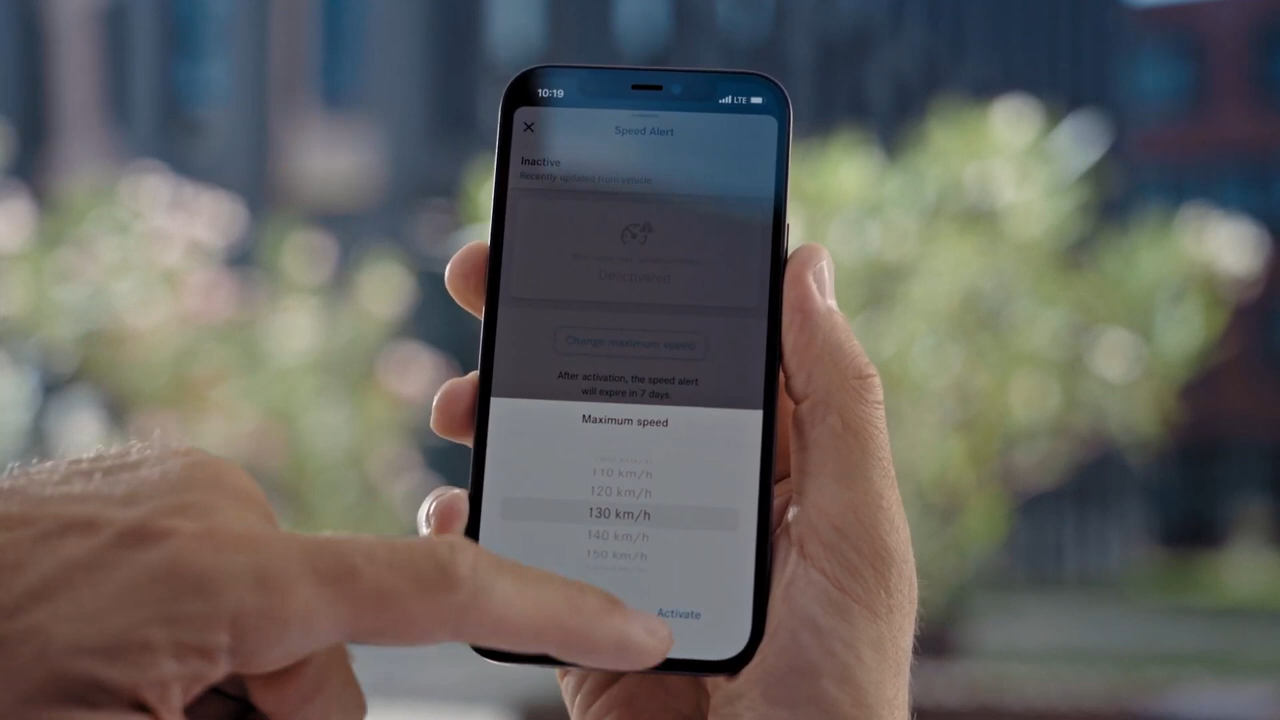 10:19
LTE
Speed Alert
Inactive
Recently updated from vehicle
Deactivated
Change maximum speed
After activation, the speed alert
will expire in 7 days.
Maximum speed
110 km/h
120 km/h
130 km/h
140 km/h
150 km/h
Activate